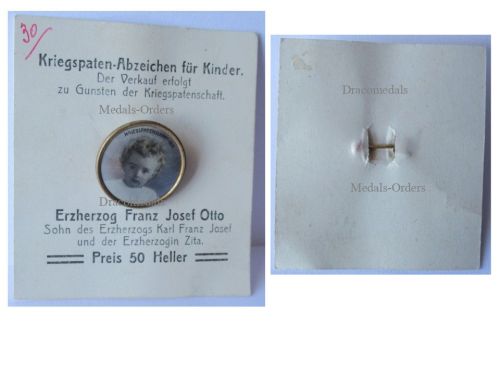 30/
Kriegspaten-Abzeichen für Kinder.
Der Verkauf erfolgt
zu Gunsten der Kriegspatenschaft.
Medals-Orders
Dracomedals
Erzherzog Franz Josef Otto
Sohn des Erzherzogs Karl Franz Josef
und der Erzherzogin Zita.
Preis 50 Heller
Dracomedals
Medals-Orders